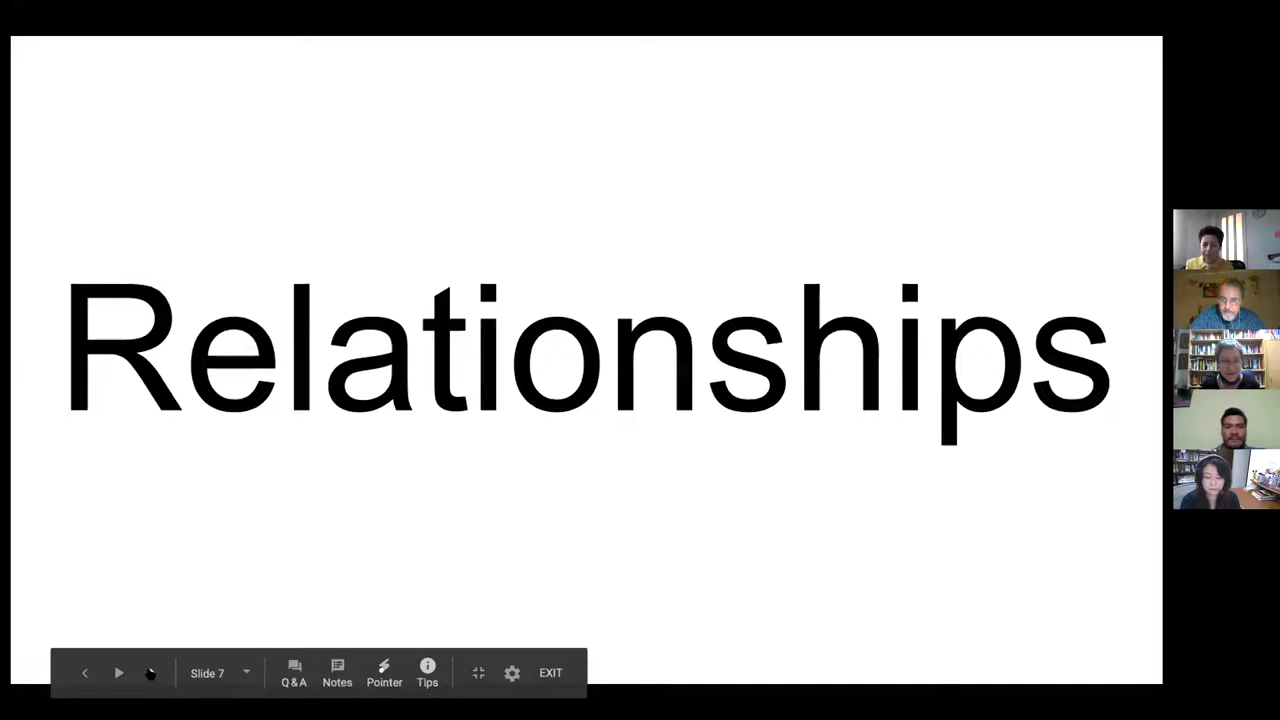 Relationships
Slide 7
Q&A
Notes
Pointer
Tips
EXIT